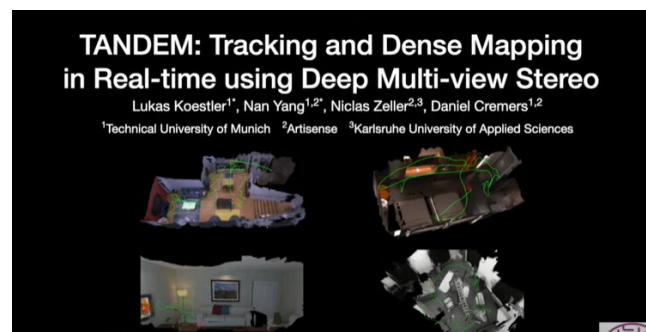 TANDEM: Tracking and Dense Mapping
in Real-time using Deep Multi-view Stereo
Lukas Koestler1*, Nan Yang1,2*, Niclas Zeller2,3, Daniel Cremers1,2
1Technical University of Munich 2Artisense 3Karlsruhe University of Applied Sciences